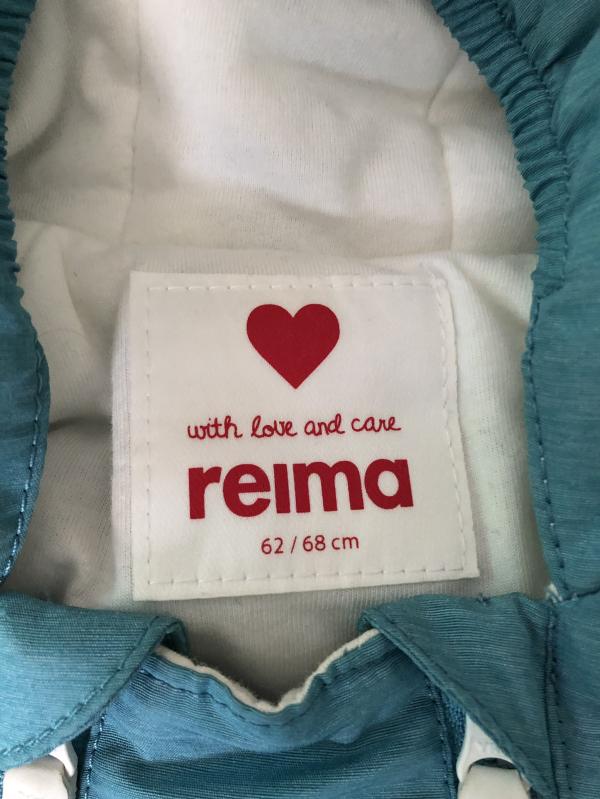 with love and care
reima
62 / 68 cm